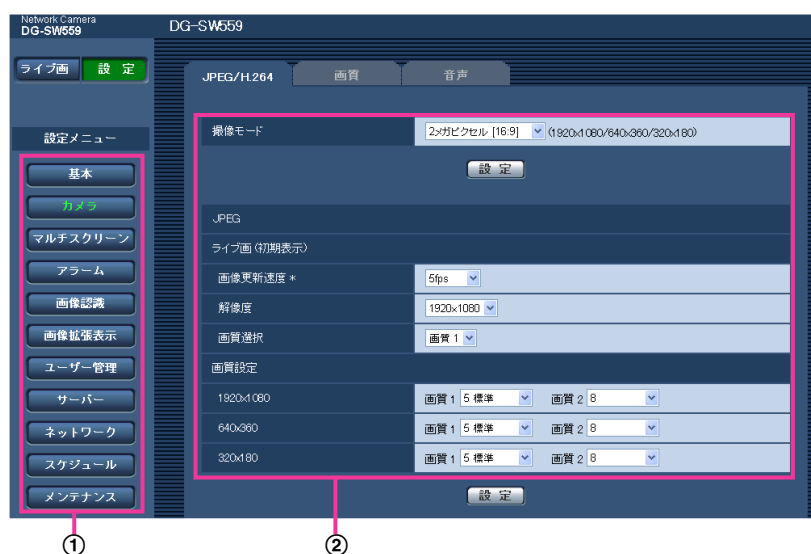 Network Camera
DG-SW559
DG-SW559
ライブ画 設 定
JPEG/H.264 画質 音声
設定メニュー
基本
カメラ
マルチスクリーン
アラーム
画像認識
画像拡張表示
ユーザー管理
サーバー
ネットワーク
スケジュール
メンテナンス
撮像モード 2メガピクセル [16:9] (1920x1080/640x360/320x180)
設 定
JPEG
ライブ画(初期表示)
画像更新速度 * 5fps
解像度 1920x1080
画質選択 画質 1
画質設定
1920x1080 画質 1 5 標準 画質 2 8
640x360 画質 1 5 標準 画質 2 8
320x180 画質 1 5 標準 画質 2 8
設 定
① ②